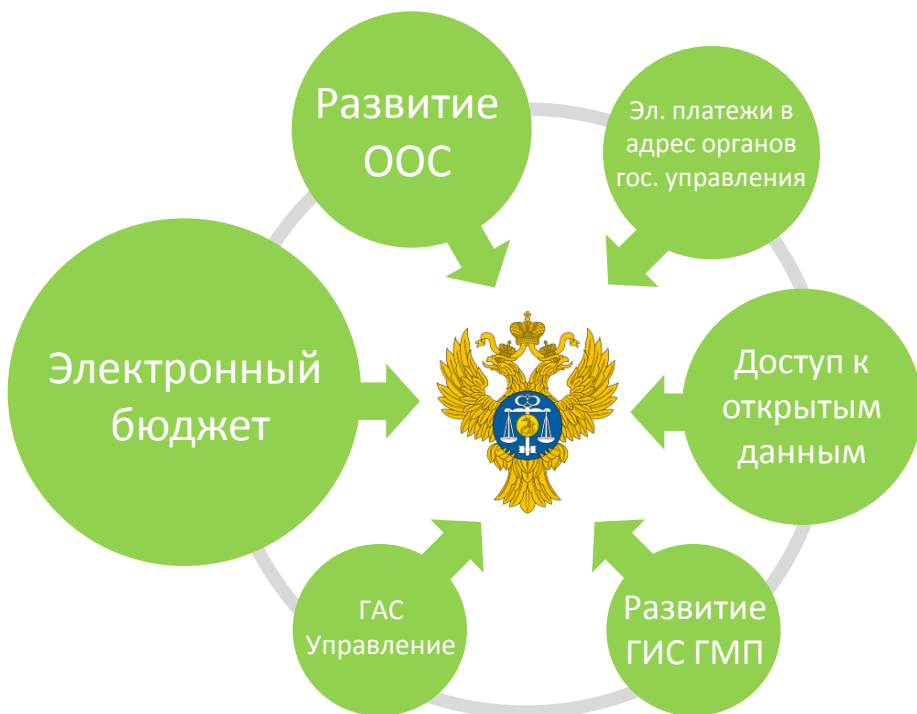 Развитие
ООС
Эл. платежи в
адрес органов
гос. управления
Электронный
бюджет
Доступ к
открытым
данным
ГАС
Управление
Развитие
ГИС ГМП